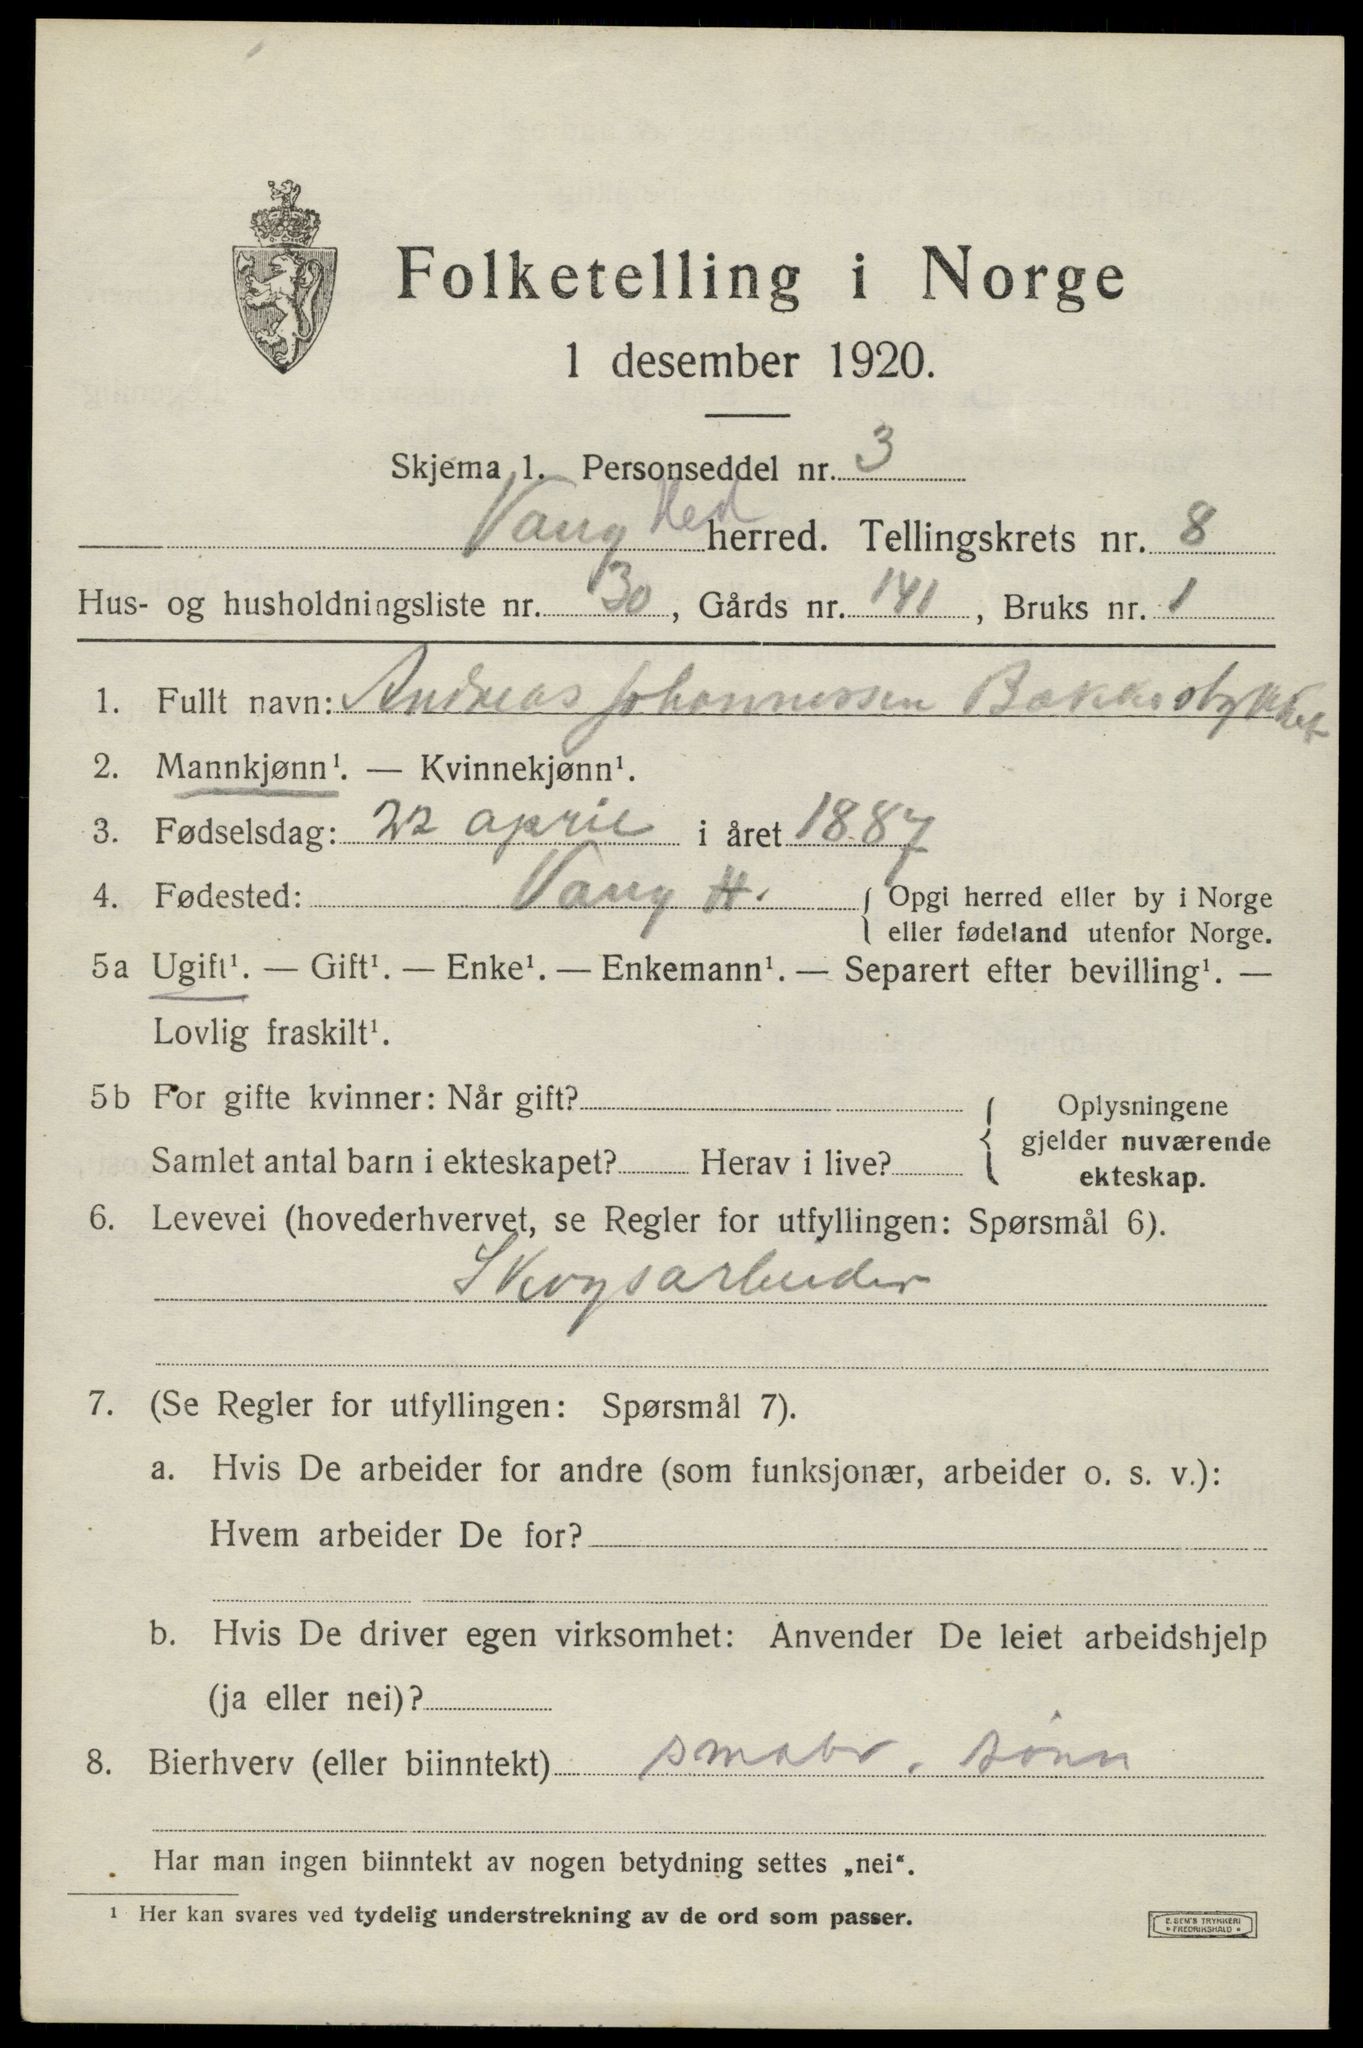 Folketelling i Norge
1 desember 1920.
Skjema 1. Personseddel nr. 3
Vang Hed herred. Tellingskrets nr. 8
Hus- og husholdningsliste nr. 30, Gårds nr. 141, Bruks nr. 1
1. Fullt navn: Andreas Johannessen Bakkestykket
2. Mannkjønn¹. — Kvinnekjønn¹.
3. Fødselsdag: 22 april i året 1887
4. Fødested: Vang H. { Opgi herred eller by i Norge
eller fødeland utenfor Norge.
5a Ugift¹. — Gift¹. — Enke¹. — Enkemann¹. — Separert efter bevilling¹. —
Lovlig fraskilt¹.
5b For gifte kvinner: Når gift?
Samlet antal barn i ekteskapet? Herav i live?
{ Oplysningene
gjelder nuværende
ekteskap.
6. Levevei (hovederhvervet, se Regler for utfyllingen: Spørsmål 6).
Skogsarbeider
7. (Se Regler for utfyllingen: Spørsmål 7).
a. Hvis De arbeider for andre (som funksjonær, arbeider o. s. v.):
Hvem arbeider De for?
b. Hvis De driver egen virksomhet: Anvender De leiet arbeidshjelp
(ja eller nei)?
8. Bierhverv (eller biinntekt) smabr. sönn
Har man ingen biinntekt av nogen betydning settes „nei“.
¹ Her kan svares ved tydelig understrekning av de ord som passer.
E. SEM'S TRYKKERI
* FREDRIKSHALD *